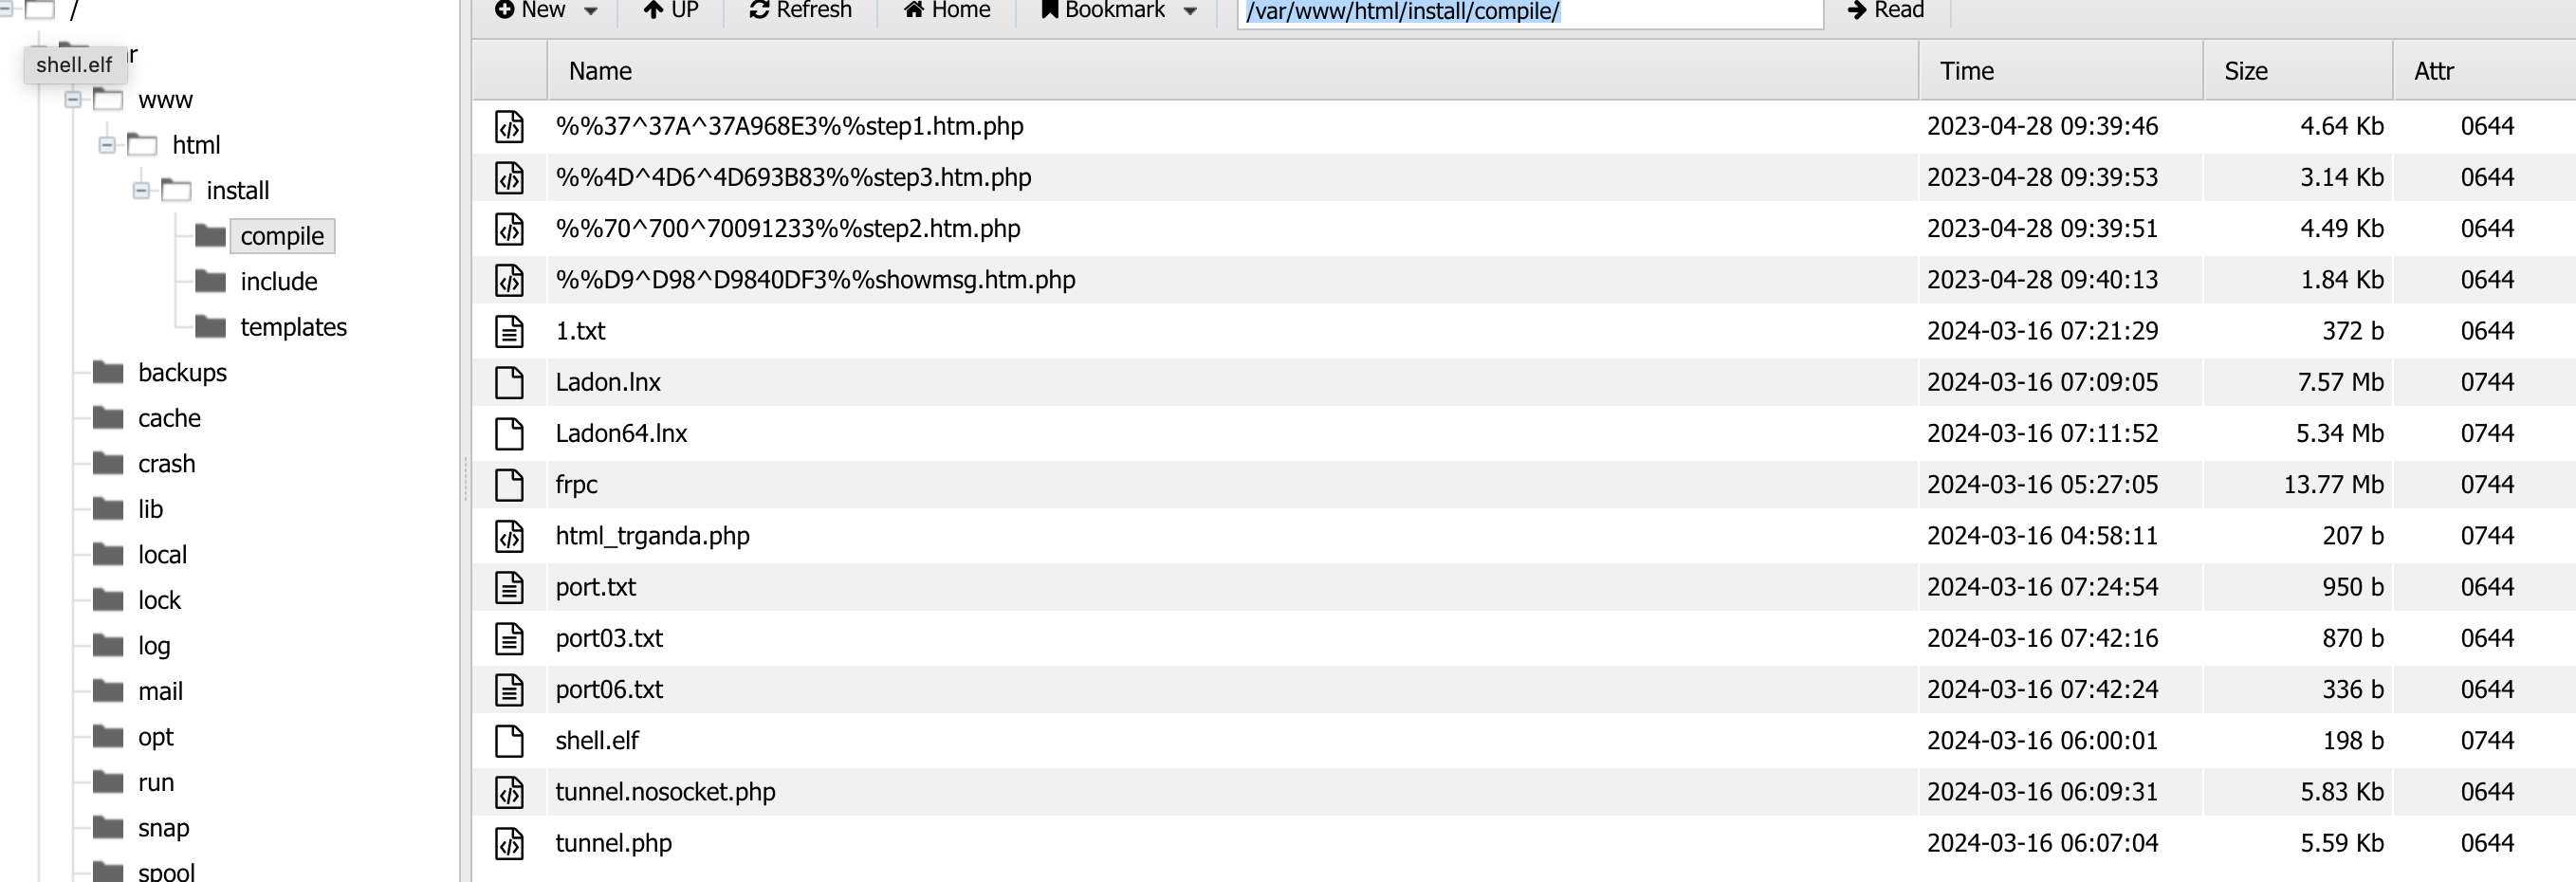 /
New UP Refresh Home Bookmark /var/www/html/install/compile/ Read
shell.elf
www
html
install
compile
include
templates
backups
cache
crash
lib
local
lock
log
mail
opt
run
snap
spool
Name Time Size Attr
%%37^37A^37A968E3%%step1.htm.php 2023-04-28 09:39:46 4.64 Kb 0644
%%4D^4D6^4D693B83%%step3.htm.php 2023-04-28 09:39:53 3.14 Kb 0644
%%70^700^70091233%%step2.htm.php 2023-04-28 09:39:51 4.49 Kb 0644
%%D9^D98^D9840DF3%%showmsg.htm.php 2023-04-28 09:40:13 1.84 Kb 0644
1.txt 2024-03-16 07:21:29 372 b 0644
Ladon.lnx 2024-03-16 07:09:05 7.57 Mb 0744
Ladon64.lnx 2024-03-16 07:11:52 5.34 Mb 0744
frpc 2024-03-16 05:27:05 13.77 Mb 0744
html_trganda.php 2024-03-16 04:58:11 207 b 0744
port.txt 2024-03-16 07:24:54 950 b 0644
port03.txt 2024-03-16 07:42:16 870 b 0644
port06.txt 2024-03-16 07:42:24 336 b 0644
shell.elf 2024-03-16 06:00:01 198 b 0744
tunnel.nosocket.php 2024-03-16 06:09:31 5.83 Kb 0644
tunnel.php 2024-03-16 06:07:04 5.59 Kb 0644